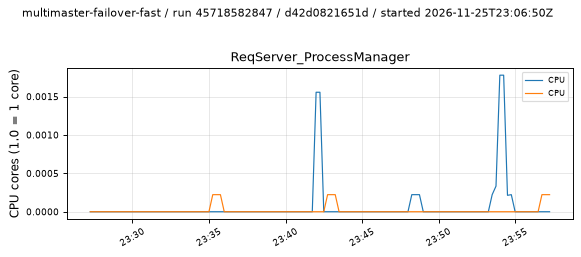 multimaster-failover-fast / run 45718582847 / d42d0821651d / started 2026-11-25T23:06:50Z
ReqServer_ProcessManager
CPU cores (1.0 = 1 core)
0.0015
0.0010
0.0005
0.0000
CPU
CPU
23:30
23:35
23:40
23:45
23:50
23:55